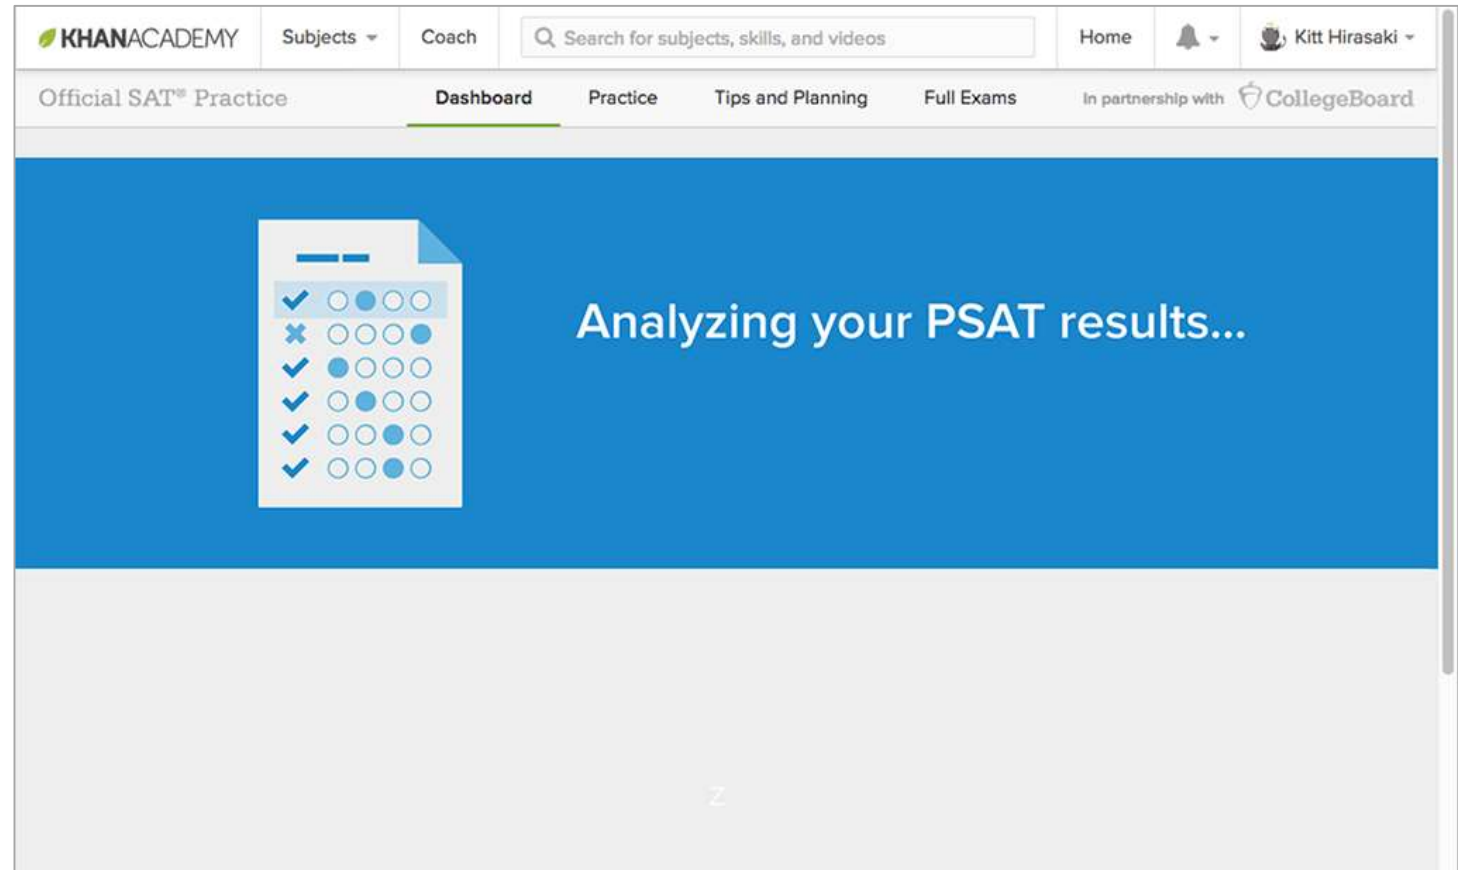 KHANACADEMY Subjects Coach Search for subjects, skills, and videos Home Kitt Hirasaki
Official SAT® Practice Dashboard Practice Tips and Planning Full Exams In partnership with CollegeBoard
Analyzing your PSAT results...
Z